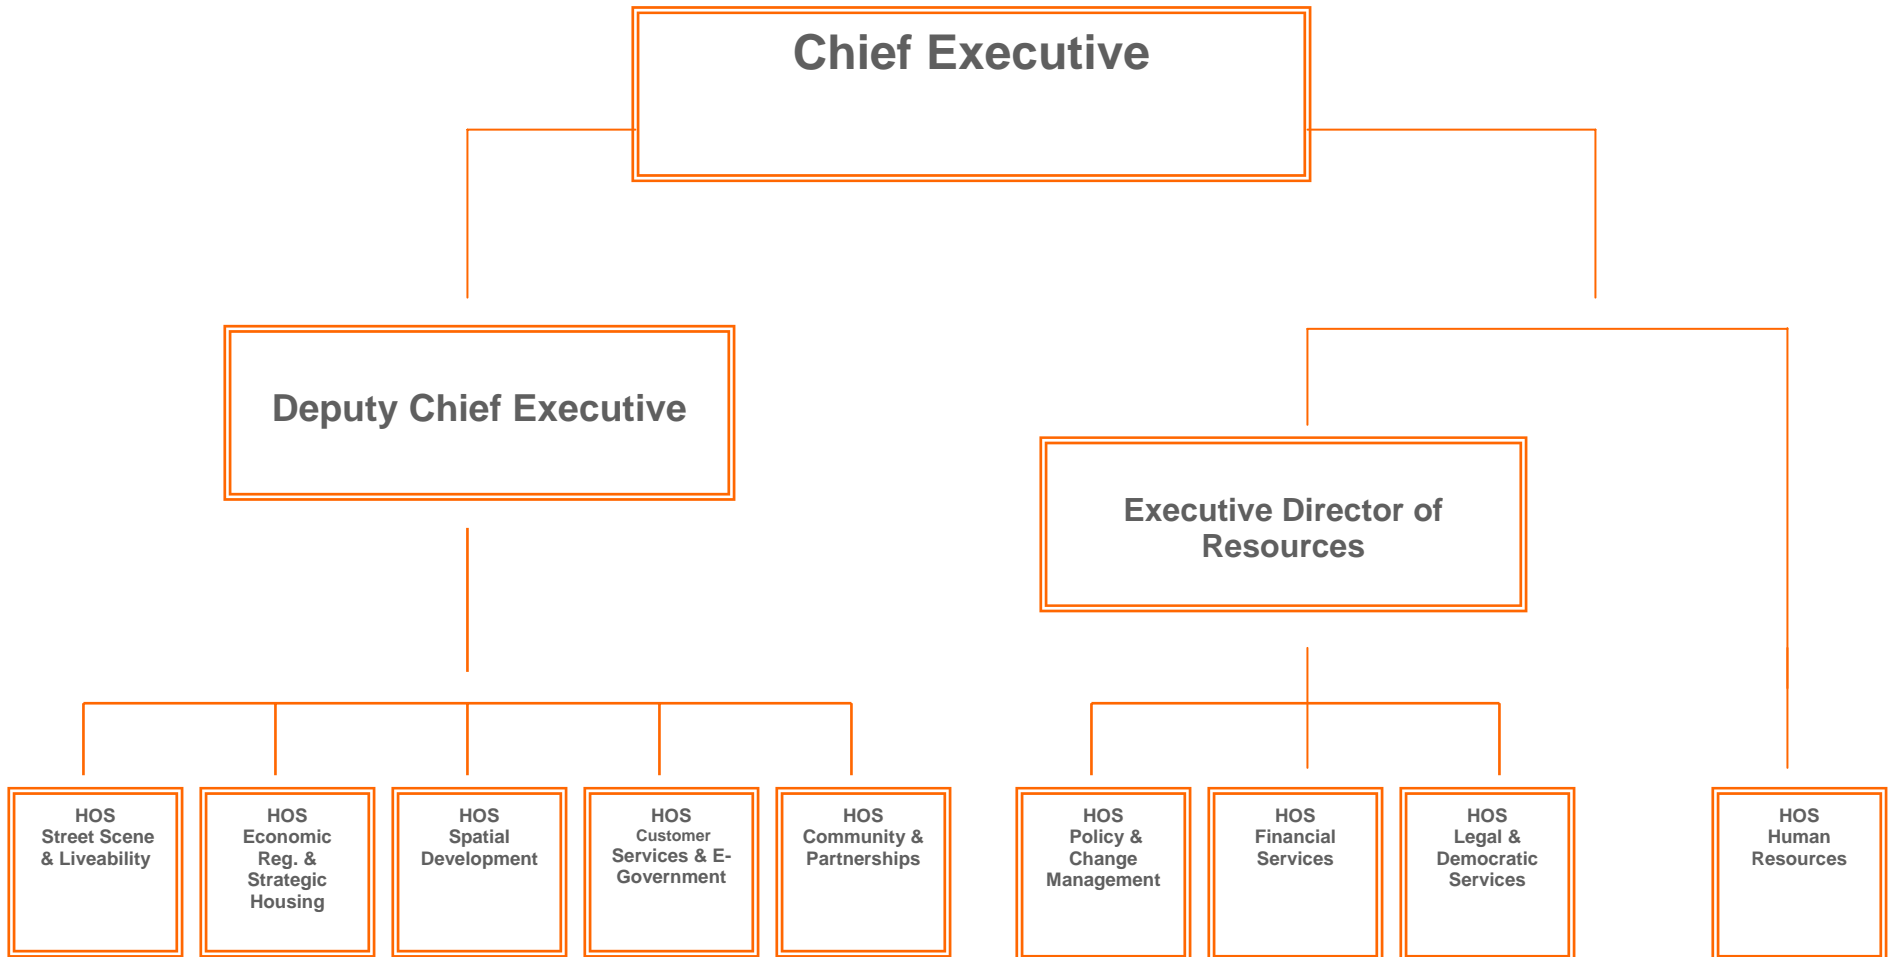 Chief Executive
Deputy Chief Executive
Executive Director of
Resources
HOS
Street Scene
& Liveability
HOS
Economic
Reg. &
Strategic
Housing
HOS
Spatial
Development
HOS
Customer
Services & E-
Government
HOS
Community &
Partnerships
HOS
Policy &
Change
Management
HOS
Financial
Services
HOS
Legal &
Democratic
Services
HOS
Human
Resources